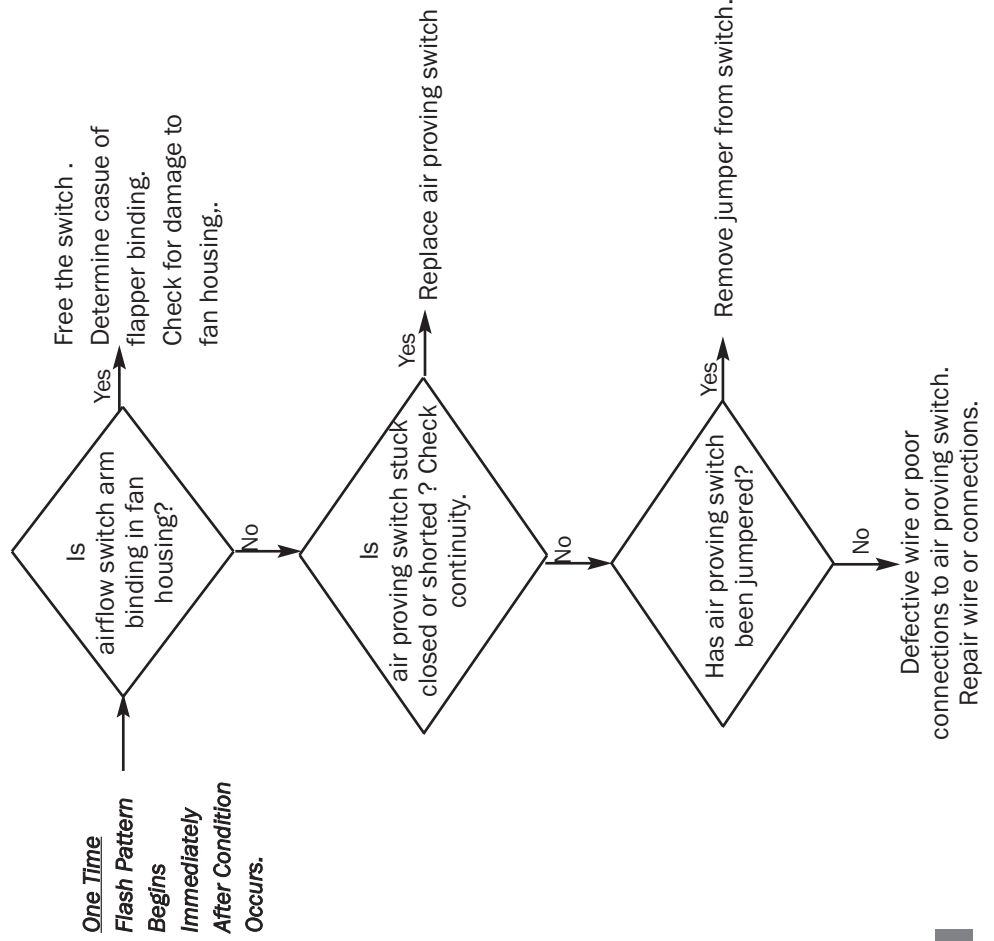 One Time
Flash Pattern
Begins
Immediately
After Condition
Occurs.
Is
airflow switch arm
binding in fan
housing?
Yes
Free the switch .
Determine casue of
flapper binding.
Check for damage to
fan housing,.
No
Is
air proving switch stuck
closed or shorted ? Check
continuity.
Yes
Replace air proving switch
No
Has air proving switch
been jumpered?
Yes
Remove jumper from switch.
No
Defective wire or poor
connections to air proving switch.
Repair wire or connections.